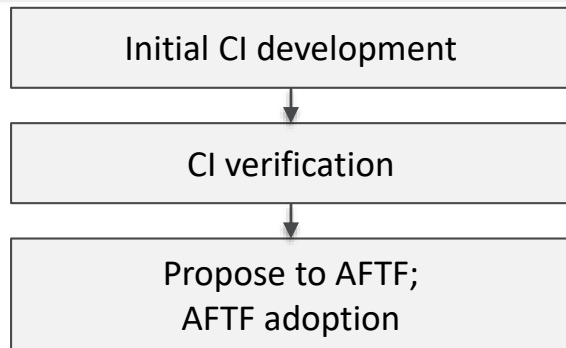 Initial CI development
CI verification
Propose to AFTF;
AFTF adoption